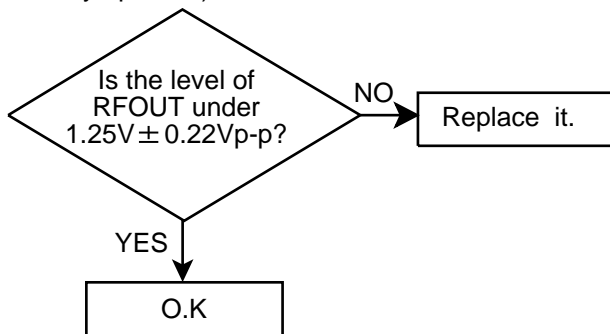 Is the level of
RFOUT under
1.25V ± 0.22Vp-p?
NO
Replace it.
YES
O.K